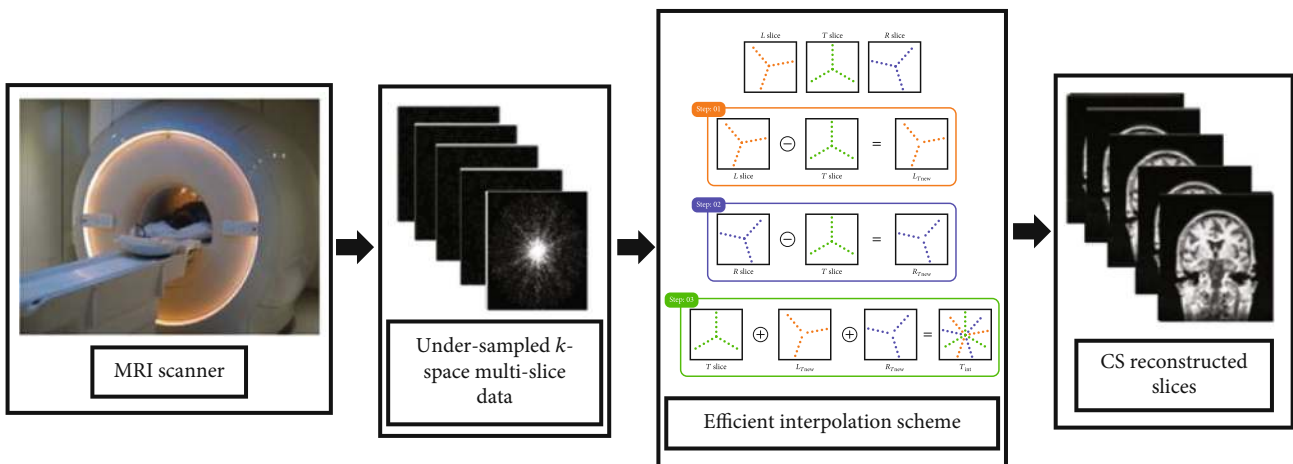 MRI scanner
Under-sampled k-
space multi-slice
data
L slice
T slice
R slice
Step: 01
⊖
=
L slice
T slice
L_Tnew
Step: 02
⊖
=
R slice
T slice
R_Tnew
Step: 03
⊕
⊕
=
T slice
L_Tnew
R_Tnew
T_int
Efficient interpolation scheme
CS reconstructed
slices